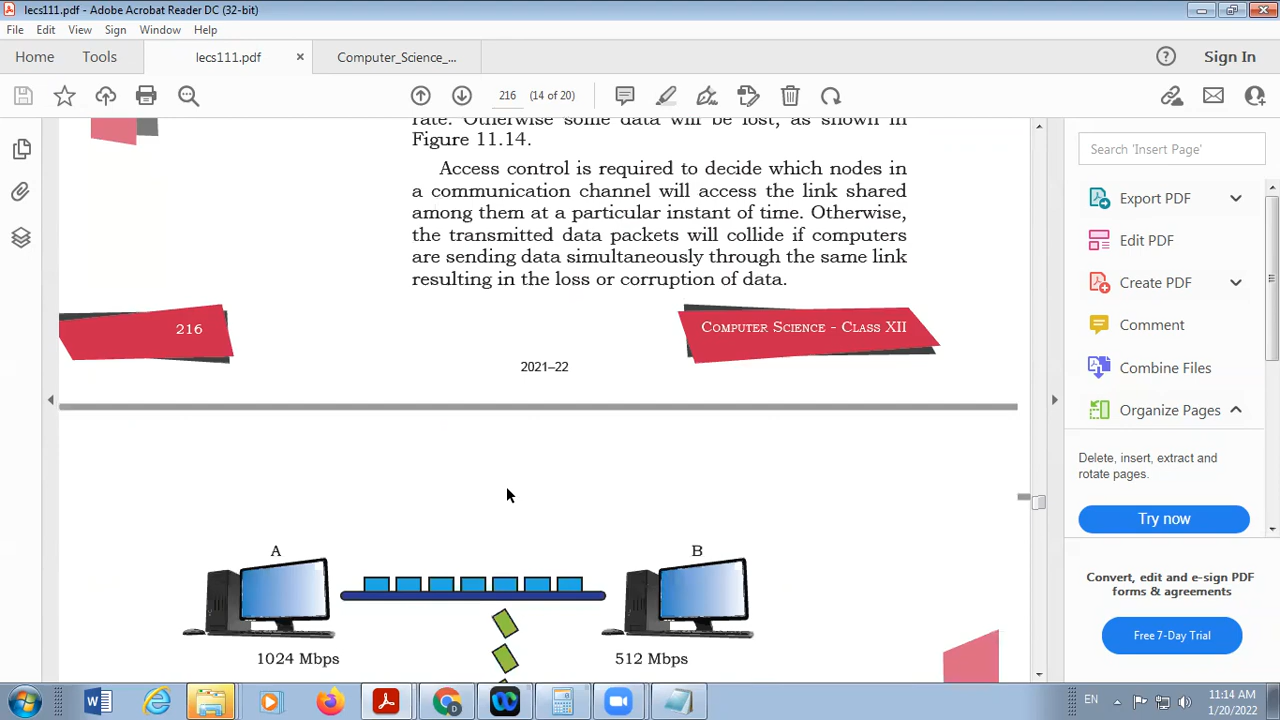 lecs111.pdf - Adobe Acrobat Reader DC (32-bit)
File Edit View Sign Window Help
Home Tools lecs111.pdf × Computer_Science_... ? Sign In
216 (14 of 20)
rate. Otherwise some data will be lost, as shown in
Figure 11.14.
Access control is required to decide which nodes in
a communication channel will access the link shared
among them at a particular instant of time. Otherwise,
the transmitted data packets will collide if computers
are sending data simultaneously through the same link
resulting in the loss or corruption of data.
216
Computer Science - Class XII
2021–22
A B
1024 Mbps 512 Mbps
Search 'Insert Page'
Export PDF
Edit PDF
Create PDF
Comment
Combine Files
Organize Pages
Delete, insert, extract and
rotate pages.
Try now
Convert, edit and e-sign PDF
forms & agreements
Free 7-Day Trial
EN
11:14 AM
1/20/2022